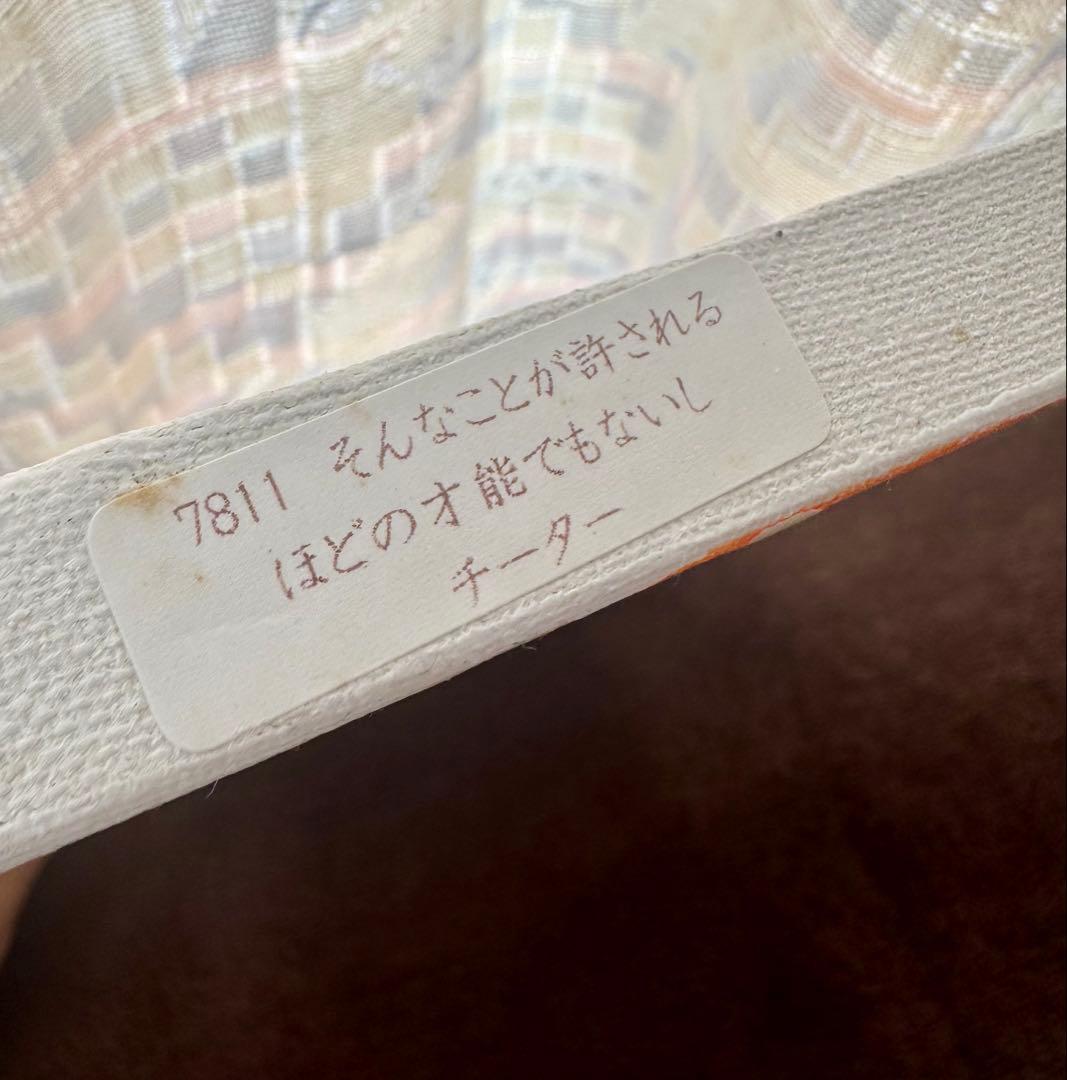 7811 そんなことが許される
ほどのオ能でもないし
チーター